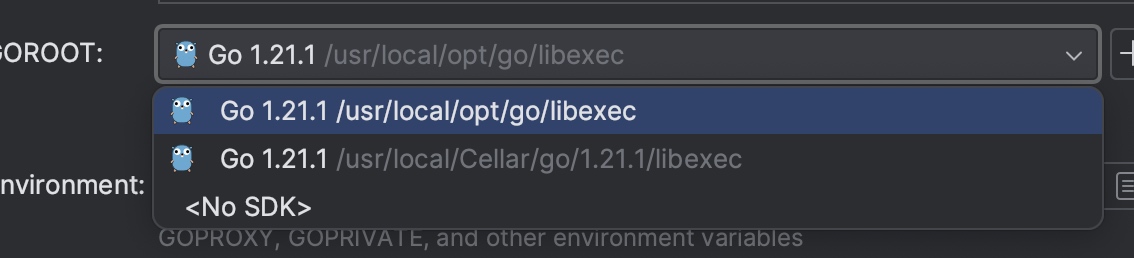 GOROOT:
Go 1.21.1 /usr/local/opt/go/libexec
Go 1.21.1 /usr/local/opt/go/libexec
Go 1.21.1 /usr/local/Cellar/go/1.21.1/libexec
nvironment:
<No SDK>
GOPROXY, GOPRIVATE, and other environment variables